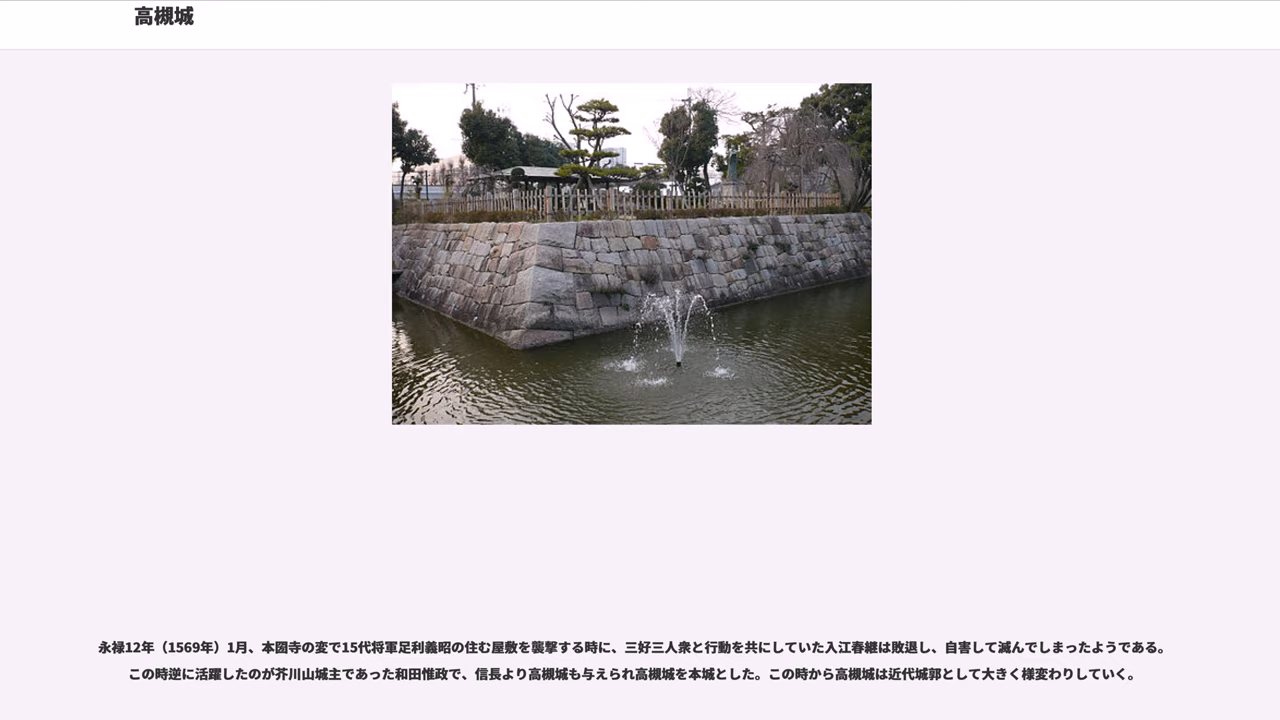 高槻城
永禄12年（1569年）1月、本圀寺の変で15代将軍足利義昭の住む屋敷を襲撃する時に、三好三人衆と行動を共にしていた入江春継は敗退し、自害して滅んでしまったようである。
この時逆に活躍したのが芥川山城主であった和田惟政で、信長より高槻城も与えられ高槻城を本城とした。この時から高槻城は近代城郭として大きく様変わりしていく。